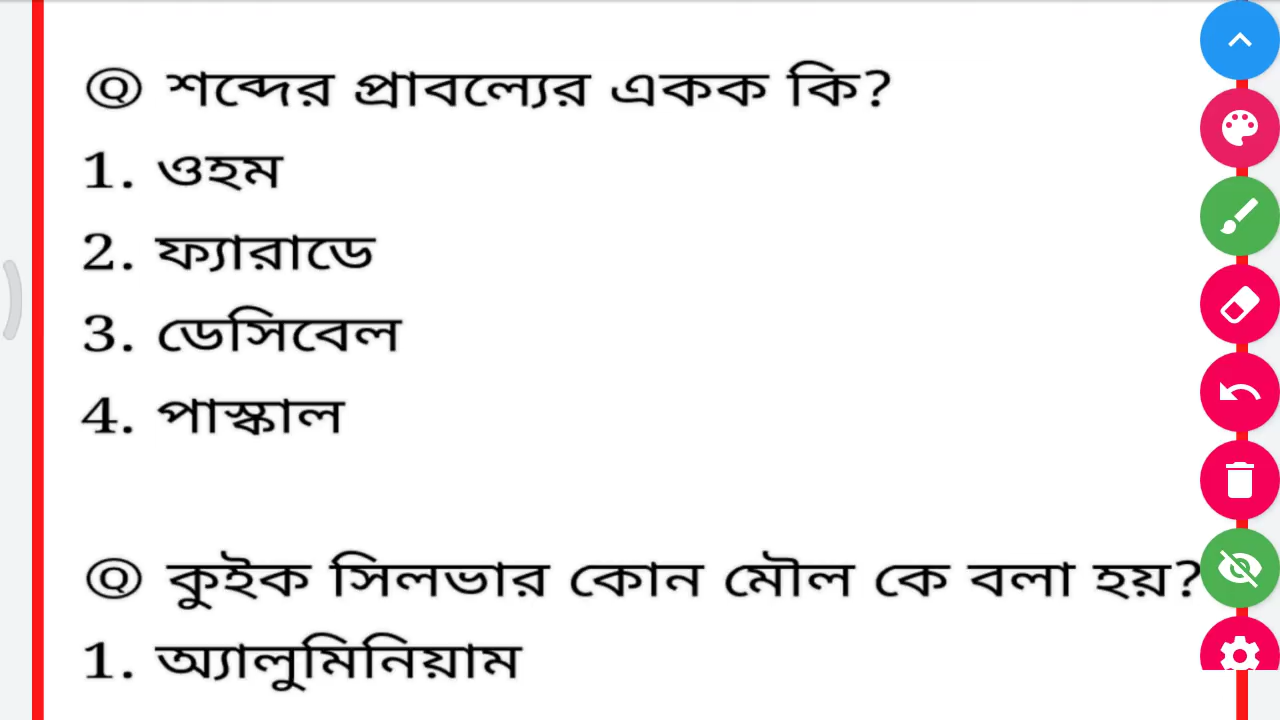 Ⓠ শব্দের প্রাবল্যের একক কি?
1. ওহম
2. ফ্যারাডে
3. ডেসিবেল
4. পাস্কাল
Ⓠ কুইক সিলভার কোন মৌল কে বলা হয়?
1. অ্যালুমিনিয়াম